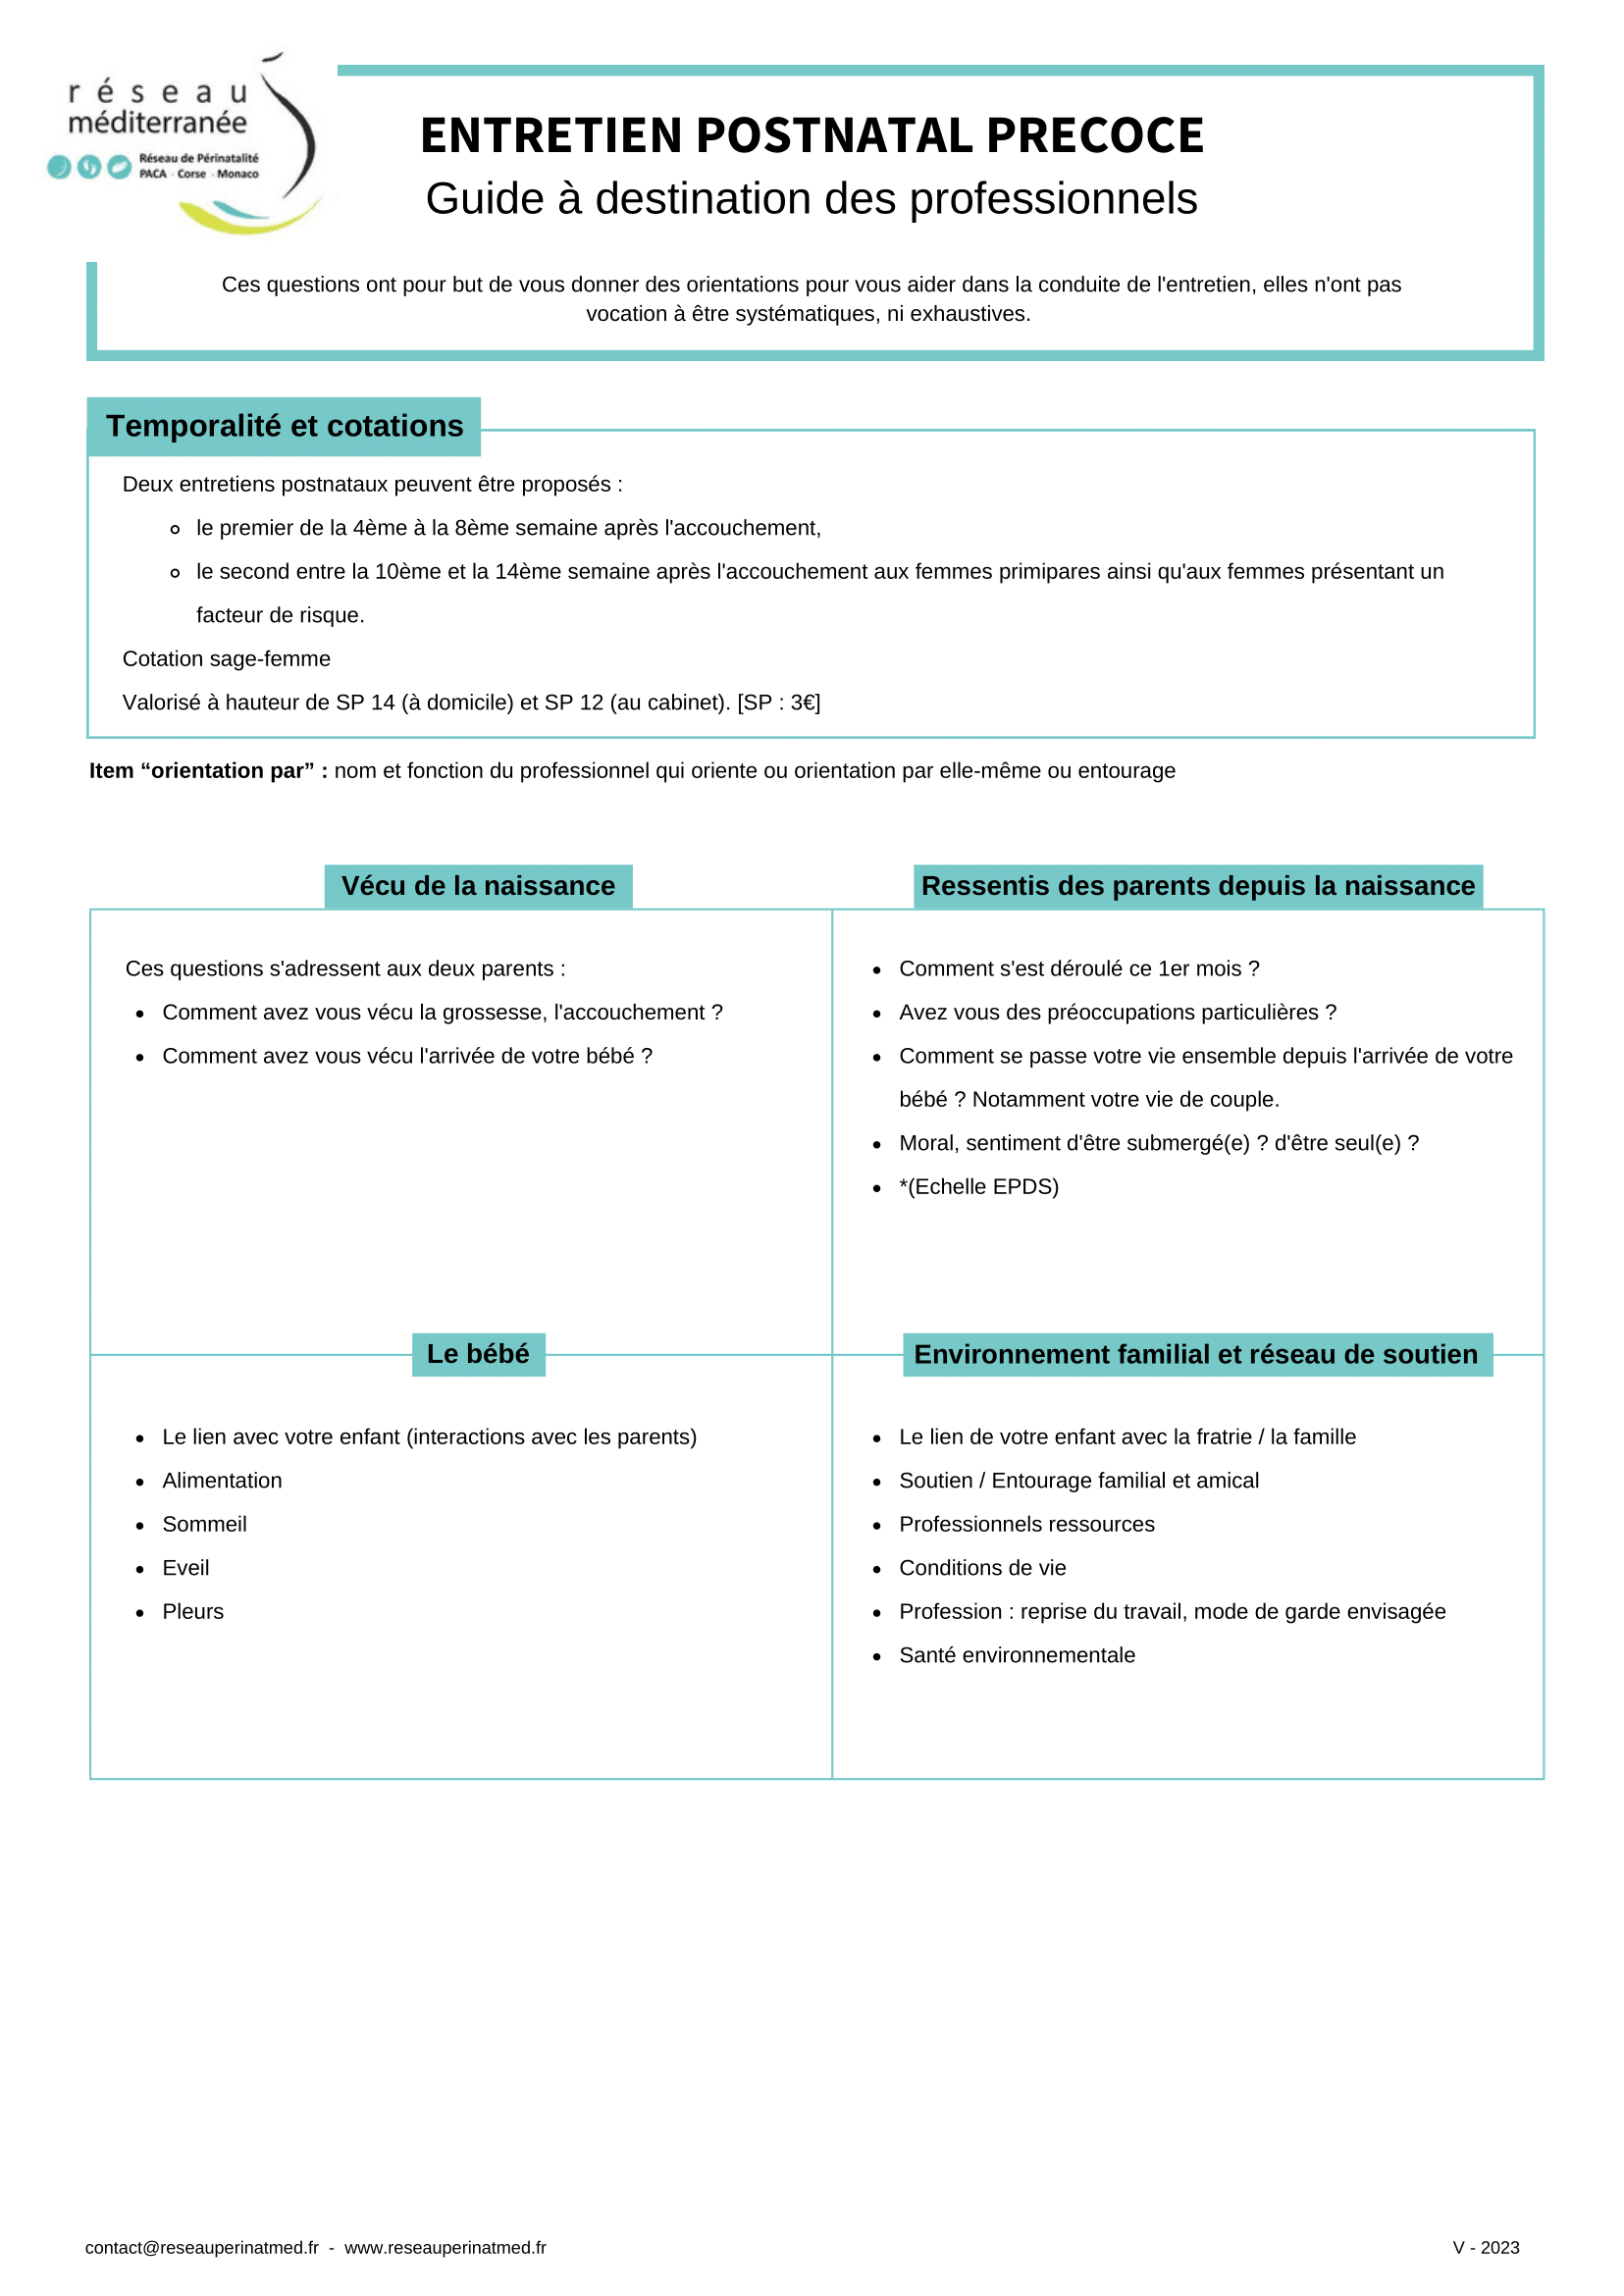 réseau
méditerranée
Réseau de Périnatalité
PACA - Corse - Monaco
ENTRETIEN POSTNATAL PRECOCE
Guide à destination des professionnels
Ces questions ont pour but de vous donner des orientations pour vous aider dans la conduite de l'entretien, elles n'ont pas
vocation à être systématiques, ni exhaustives.
Temporalité et cotations
Deux entretiens postnataux peuvent être proposés :
le premier de la 4ème à la 8ème semaine après l'accouchement,
le second entre la 10ème et la 14ème semaine après l'accouchement aux femmes primipares ainsi qu'aux femmes présentant un
facteur de risque.
Cotation sage-femme
Valorisé à hauteur de SP 14 (à domicile) et SP 12 (au cabinet). [SP : 3€]
Item “orientation par” : nom et fonction du professionnel qui oriente ou orientation par elle-même ou entourage
Vécu de la naissance
Ces questions s'adressent aux deux parents :
• Comment avez vous vécu la grossesse, l'accouchement ?
• Comment avez vous vécu l'arrivée de votre bébé ?
Ressentis des parents depuis la naissance
• Comment s'est déroulé ce 1er mois ?
• Avez vous des préoccupations particulières ?
• Comment se passe votre vie ensemble depuis l'arrivée de votre
bébé ? Notamment votre vie de couple.
• Moral, sentiment d'être submergé(e) ? d'être seul(e) ?
• *(Echelle EPDS)
Le bébé
• Le lien avec votre enfant (interactions avec les parents)
• Alimentation
• Sommeil
• Eveil
• Pleurs
Environnement familial et réseau de soutien
• Le lien de votre enfant avec la fratrie / la famille
• Soutien / Entourage familial et amical
• Professionnels ressources
• Conditions de vie
• Profession : reprise du travail, mode de garde envisagée
• Santé environnementale
contact@reseauperinatmed.fr - www.reseauperinatmed.fr
V - 2023